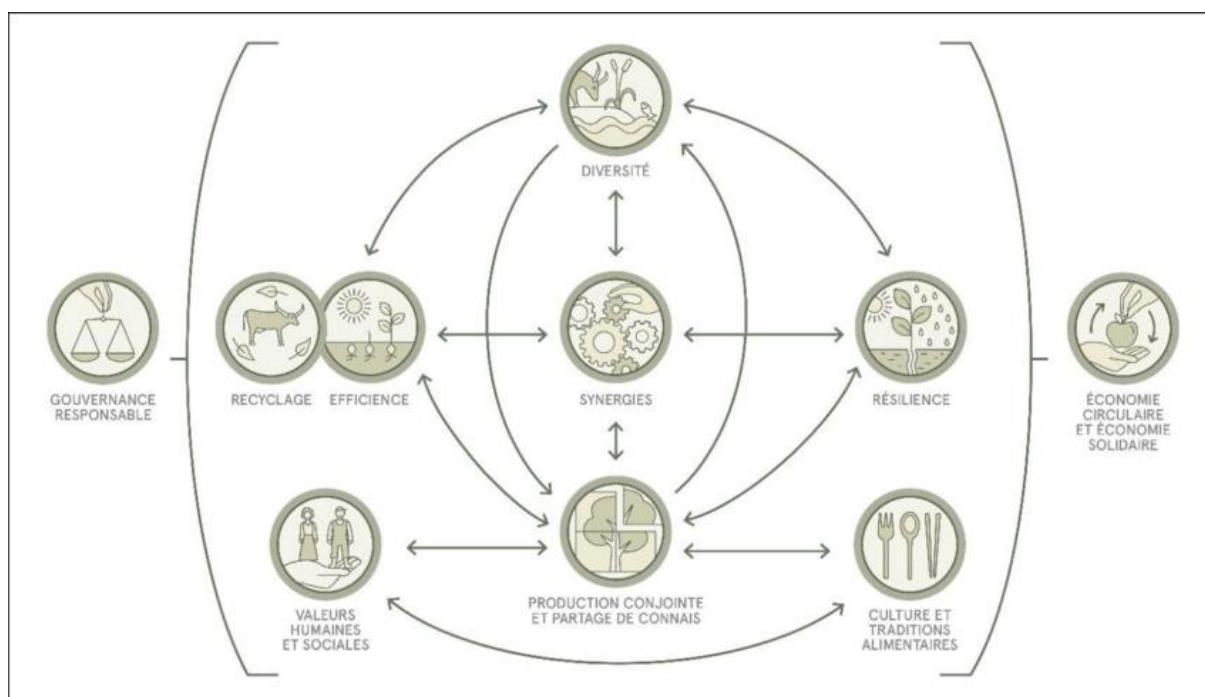 DIVERSITÉ
GOUVERNANCE
RESPONSABLE
RECYCLAGE
EFFICIENCE
SYNERGIES
RÉSILIENCE
ÉCONOMIE
CIRCULAIRE
ET ÉCONOMIE
SOLIDAIRE
VALEURS
HUMAINES
ET SOCIALES
PRODUCTION CONJOINTE
ET PARTAGE DE CONNAIS
CULTURE ET
TRADITIONS
ALIMENTAIRES